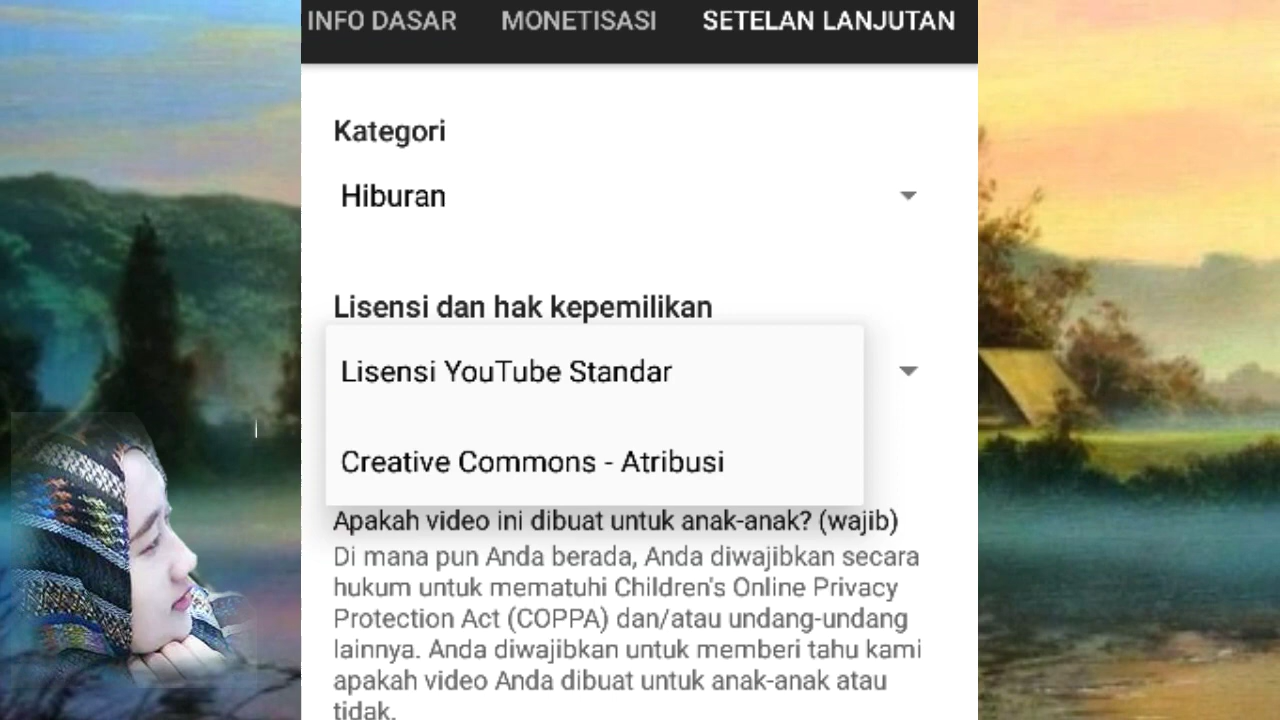 INFO DASAR MONETISASI SETELAN LANJUTAN
Kategori
Hiburan
Lisensi dan hak kepemilikan
Lisensi YouTube Standar
Creative Commons - Atribusi
Apakah video ini dibuat untuk anak-anak? (wajib)
Di mana pun Anda berada, Anda diwajibkan secara
hukum untuk mematuhi Children's Online Privacy
Protection Act (COPPA) dan/atau undang-undang
lainnya. Anda diwajibkan untuk memberi tahu kami
apakah video Anda dibuat untuk anak-anak atau
tidak.